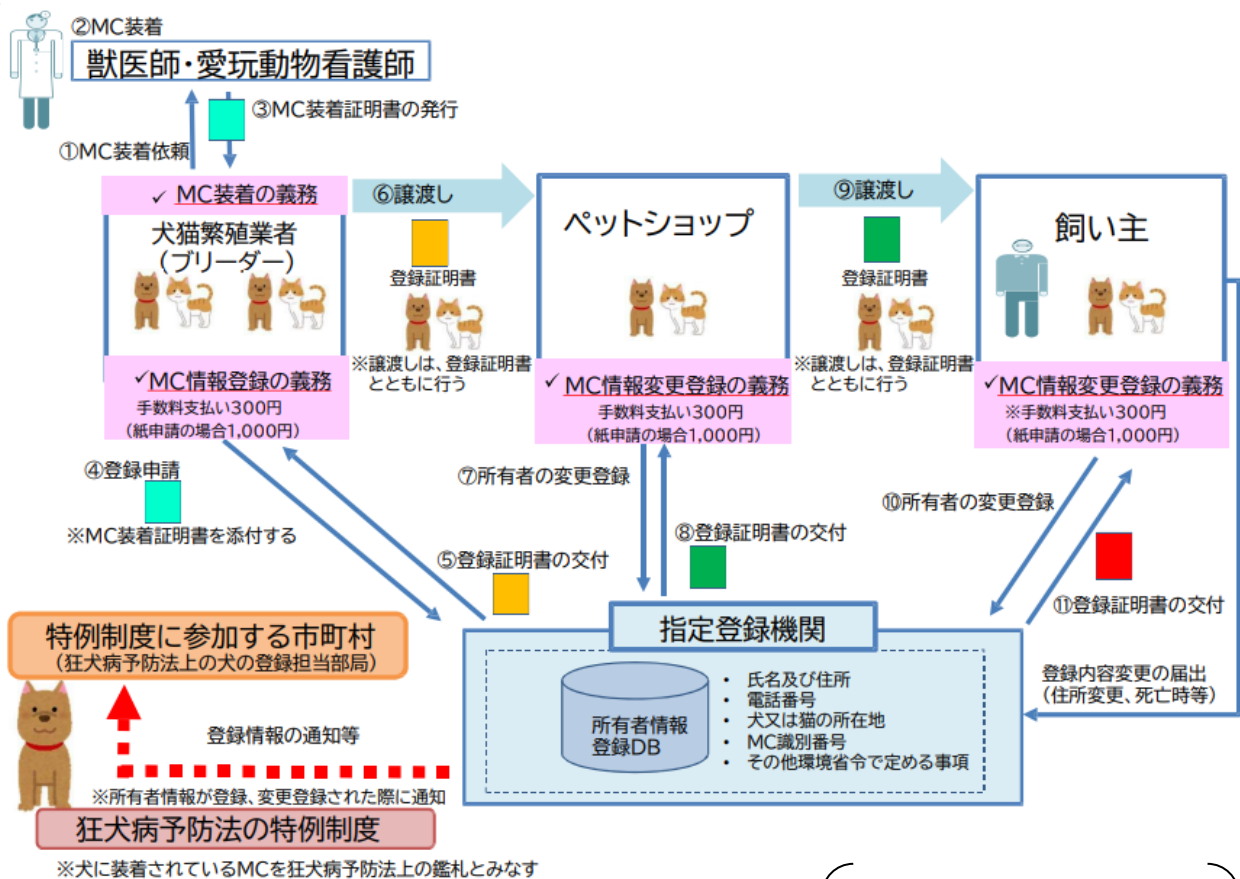 ②MC装着
獣医師・愛玩動物看護師
③MC装着証明書の発行
①MC装着依頼
✓ MC装着の義務
犬猫繁殖業者
（ブリーダー）
✓MC情報登録の義務
手数料支払い300円
（紙申請の場合1,000円）
⑥譲渡し
登録証明書
※譲渡しは、登録証明書
とともに行う
ペットショップ
✓ MC情報変更登録の義務
手数料支払い300円
（紙申請の場合1,000円）
⑨譲渡し
登録証明書
※譲渡しは、登録証明書
とともに行う
飼い主
✓MC情報変更登録の義務
※手数料支払い300円
（紙申請の場合1,000円）
④登録申請
※MC装着証明書を添付する
⑤登録証明書の交付
⑦所有者の変更登録
⑧登録証明書の交付
⑩所有者の変更登録
⑪登録証明書の交付
登録内容変更の届出
（住所変更、死亡時等）
指定登録機関
所有者情報
登録DB
• 氏名及び住所
• 電話番号
• 犬又は猫の所在地
• MC識別番号
• その他環境省令で定める事項
特例制度に参加する市町村
（狂犬病予防法上の犬の登録担当部局）
登録情報の通知等
※所有者情報が登録、変更登録された際に通知
狂犬病予防法の特例制度
※犬に装着されているMCを狂犬病予防法上の鑑札とみなす